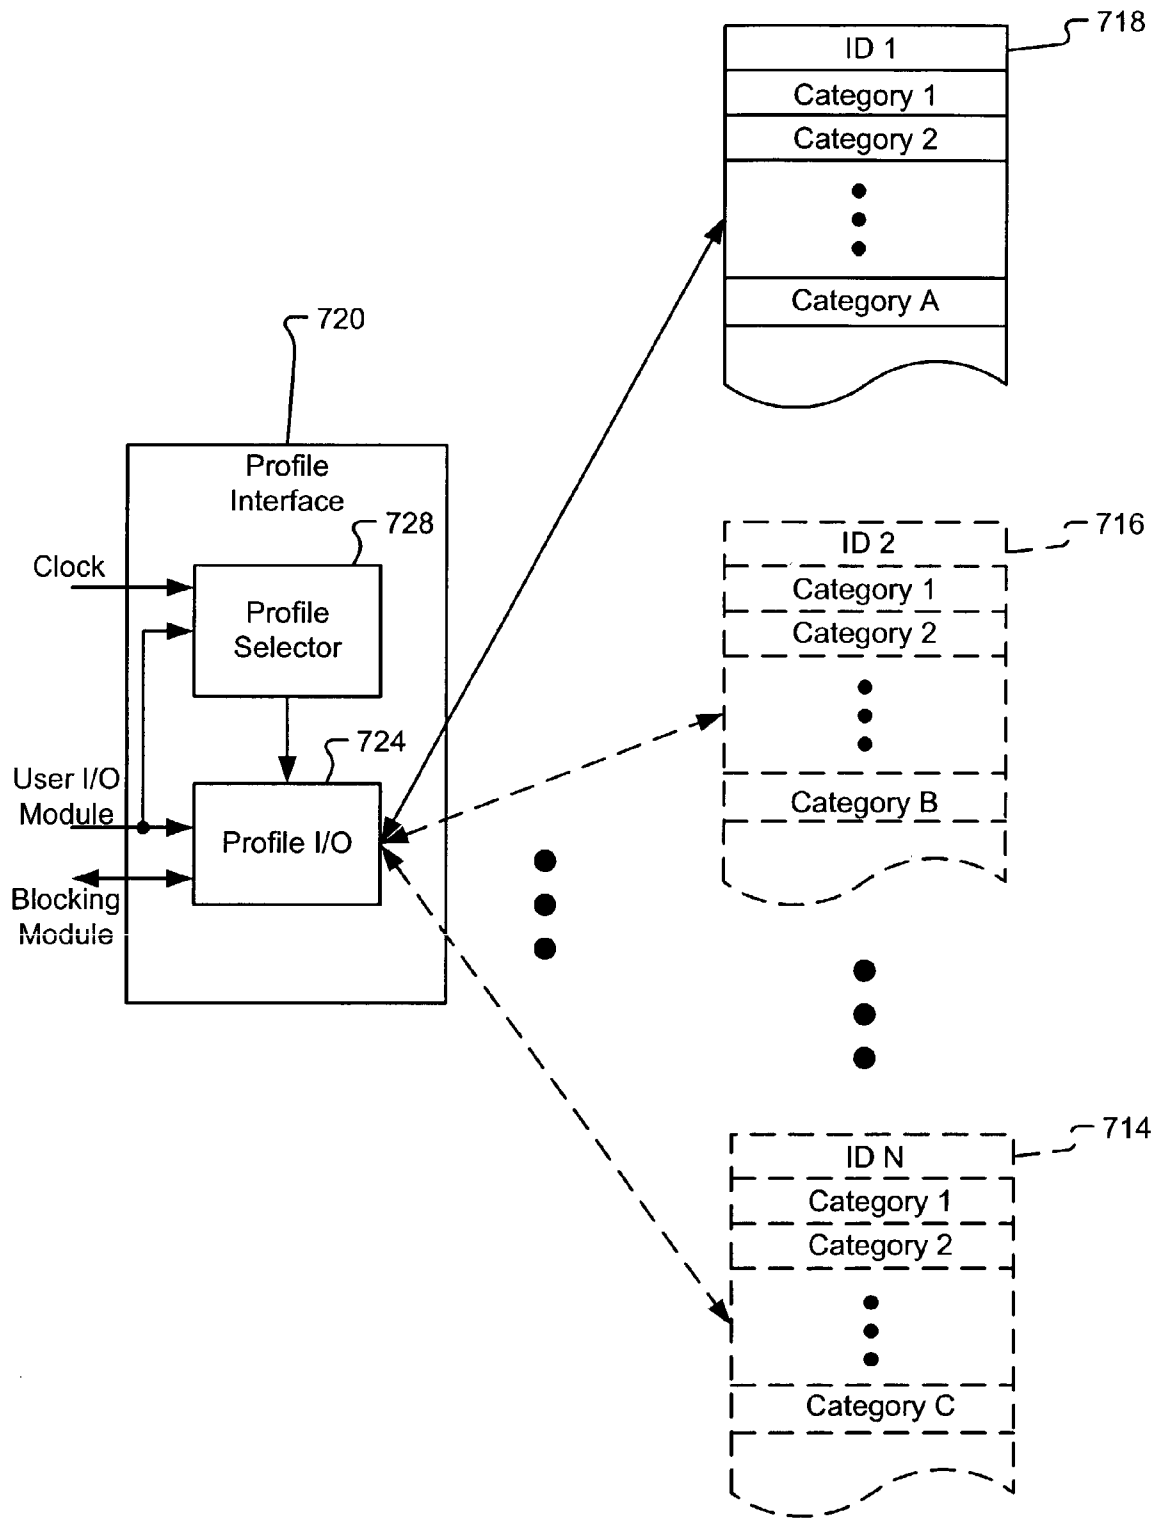 718
ID 1
Category 1
Category 2
Category A
720
Profile
Interface
728
Clock
Profile
Selector
724
User I/O
Module
Profile I/O
Blocking
Module
716
ID 2
Category 1
Category 2
Category B
714
ID N
Category 1
Category 2
Category C